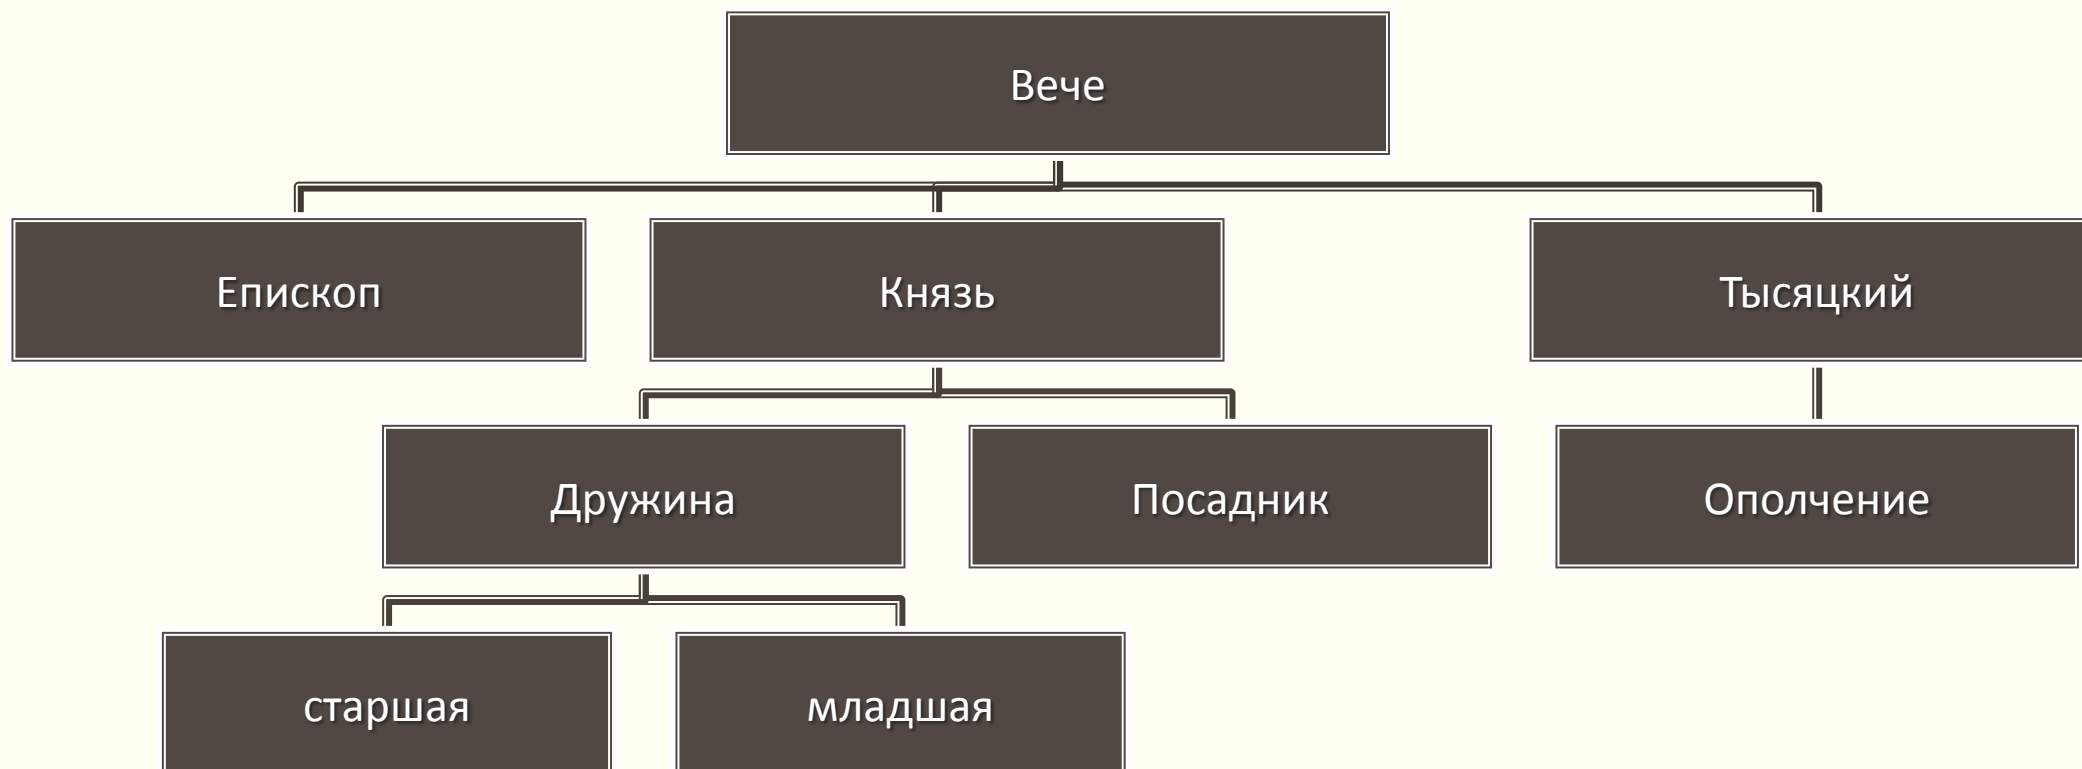 Вече
Епископ
Князь
Тысяцкий
Дружина
Посадник
Ополчение
старшая
младшая